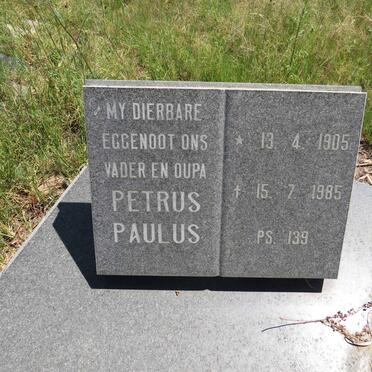 MY DIERBARE
EGGENOOT ONS
VADER EN OUPA
PETRUS
PAULUS
* 13. 4. 1905
† 15. 7. 1985
PS. 139